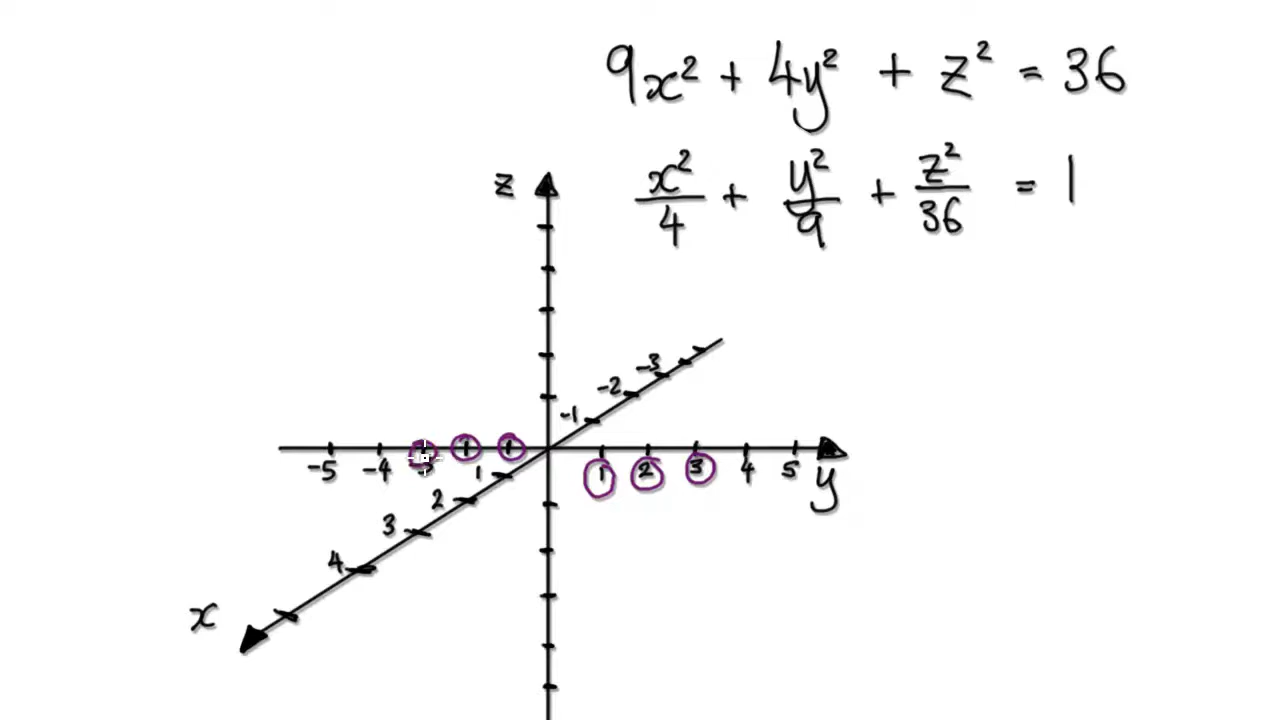 9x² + 4y² + z² = 36
x²/4 + y²/9 + z²/36 = 1
z
-3
-2
-1
-5 -4 -3 1 1 2 3 4 5
y
2
3
4
x